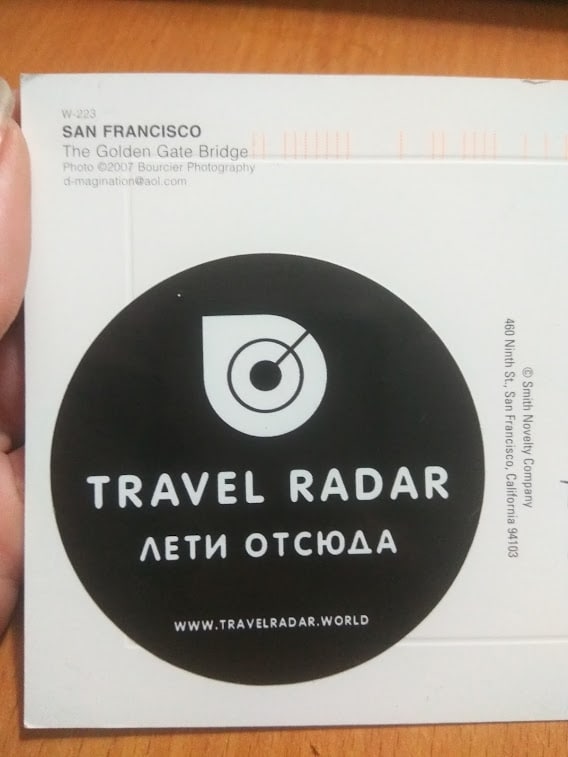 W-223
SAN FRANCISCO
The Golden Gate Bridge
Photo ©2007 Bourcier Photography
d-magination@aol.com
TRAVEL RADAR
ЛЕТИ ОТСЮДА
WWW.TRAVELRADAR.WORLD
© Smith Novelty Company
460 Ninth St., San Francisco, California 94103